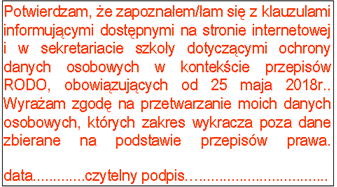 Potwierdzam, że zapoznałem/łam się z klauzulami
informującymi dostępnymi na stronie internetowej
i w sekretariacie szkoły dotyczącymi ochrony
danych osobowych w kontekście przepisów
RODO, obowiązujących od 25 maja 2018r..
Wyrażam zgodę na przetwarzanie moich danych
osobowych, których zakres wykracza poza dane
zbierane na podstawie przepisów prawa.
data.............czytelny podpis…................................